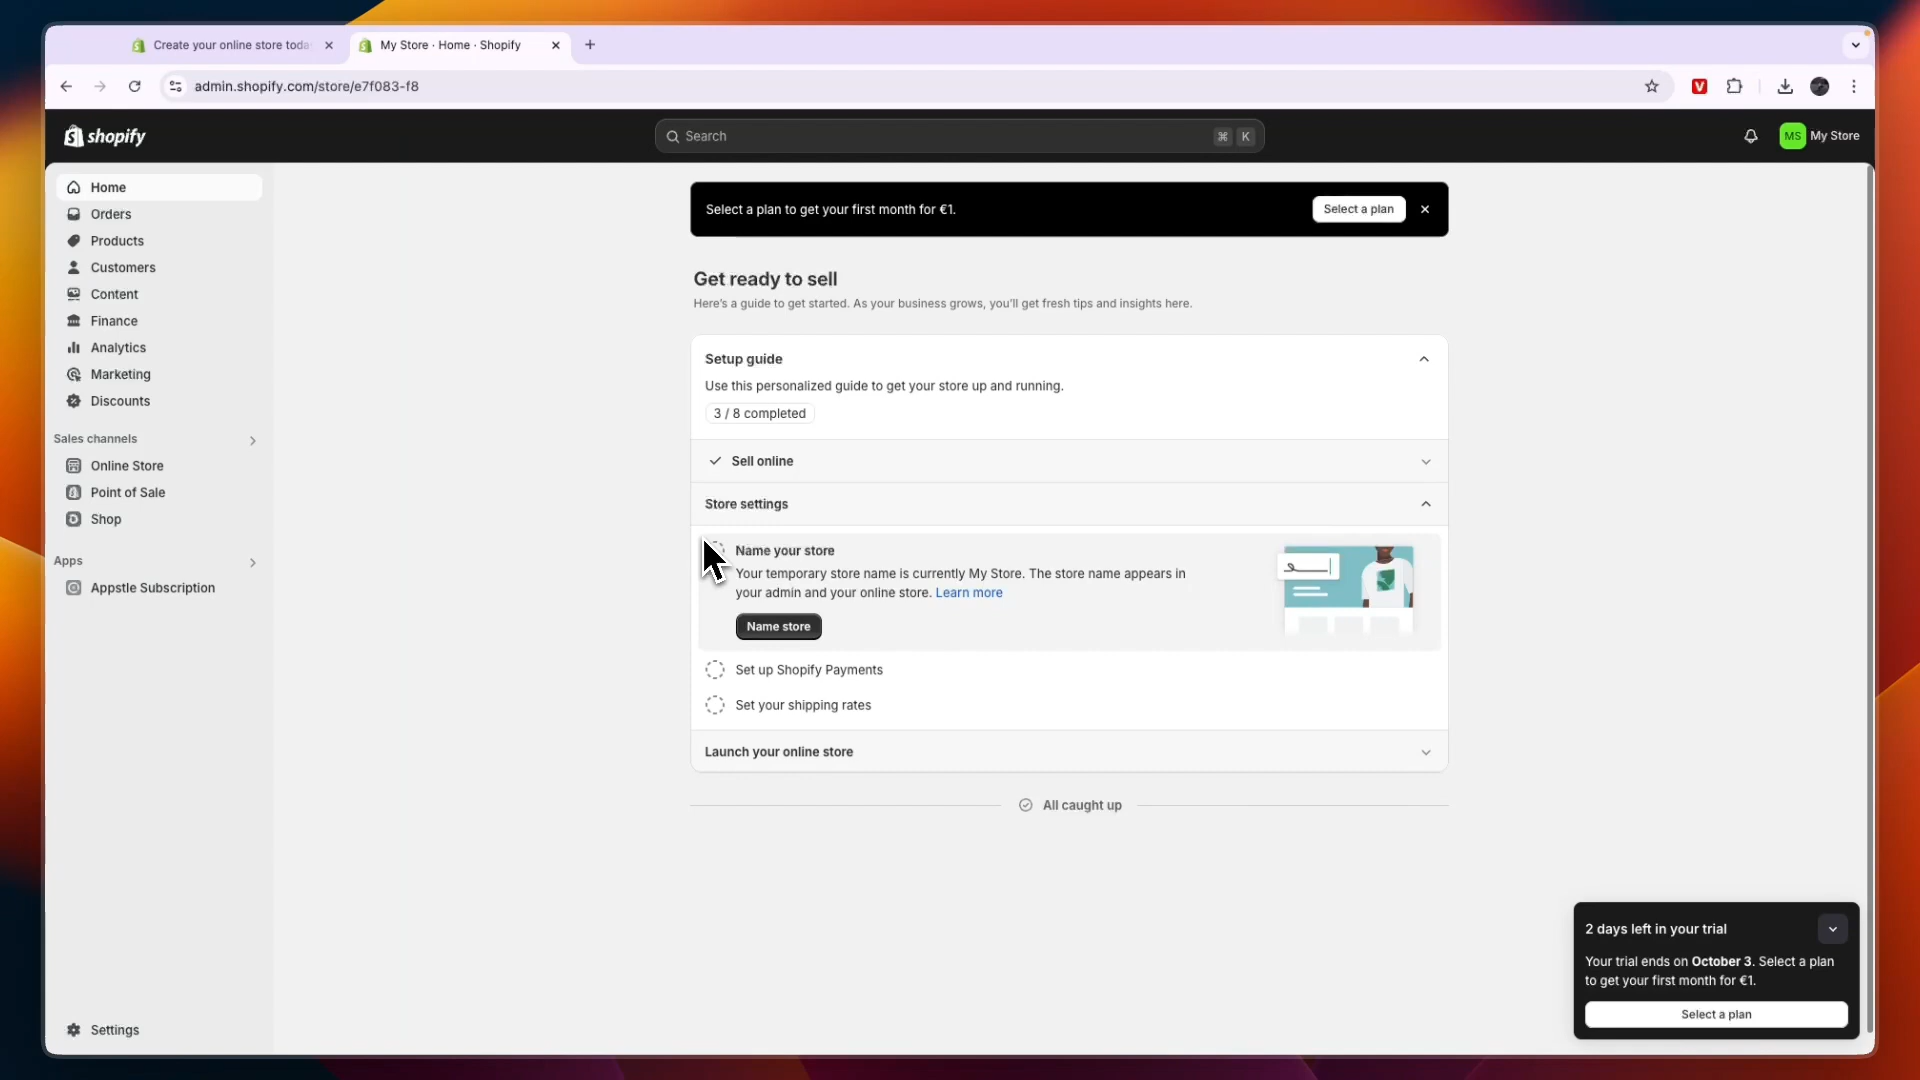 Create your online store toda
My Store · Home · Shopify
admin.shopify.com/store/e7f083-f8
shopify
Search
⌘ K
MS My Store
Home
Orders
Products
Customers
Content
Finance
Analytics
Marketing
Discounts
Sales channels
Online Store
Point of Sale
Shop
Apps
Appstle Subscription
Settings
Select a plan to get your first month for €1.
Select a plan
Get ready to sell
Here's a guide to get started. As your business grows, you'll get fresh tips and insights here.
Setup guide
Use this personalized guide to get your store up and running.
3 / 8 completed
Sell online
Store settings
Name your store
Your temporary store name is currently My Store. The store name appears in
your admin and your online store. Learn more
Name store
Set up Shopify Payments
Set your shipping rates
Launch your online store
All caught up
2 days left in your trial
Your trial ends on October 3. Select a plan
to get your first month for €1.
Select a plan